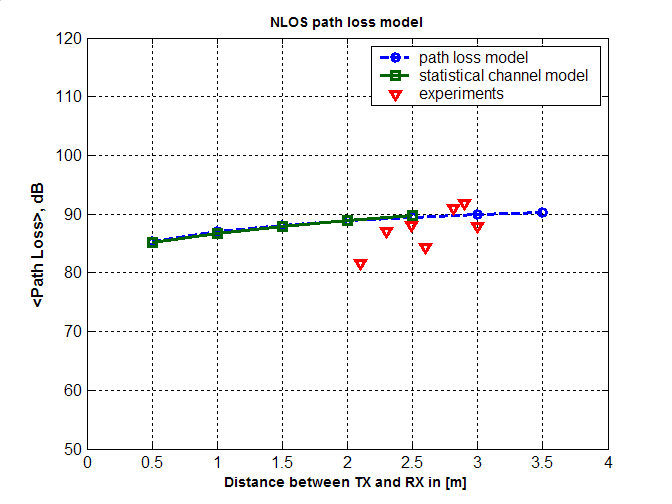 NLOS path loss model
path loss model
statistical channel model
experiments
<Path Loss>, dB
120
110
100
90
80
70
60
50
0 0.5 1 1.5 2 2.5 3 3.5 4
Distance between TX and RX in [m]